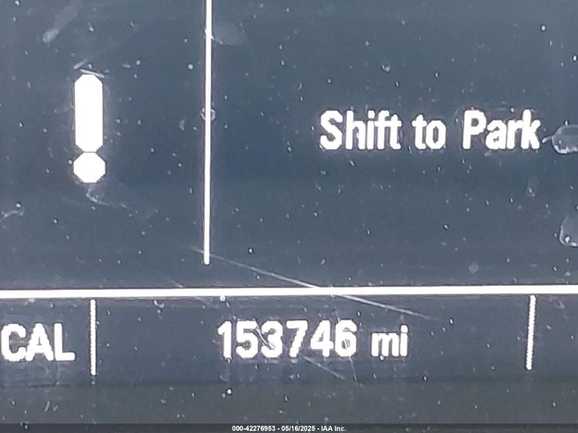 !
Shift to Park
CAL
153746 mi
000-42276953 - 05/16/2025 - IAA Inc.